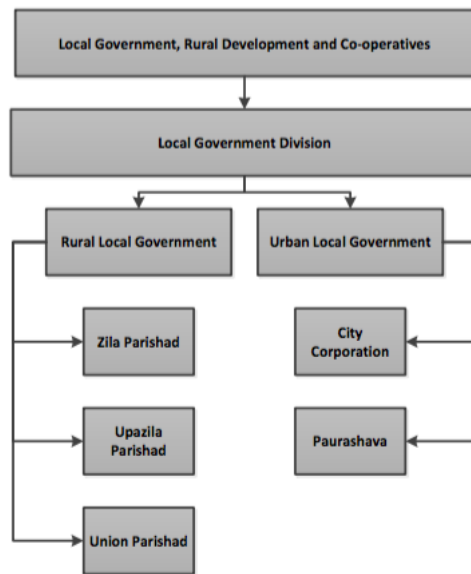 Local Government, Rural Development and Co-operatives
Local Government Division
Rural Local Government
Urban Local Government
Zila Parishad
City
Corporation
Upazila
Parishad
Paurashava
Union Parishad